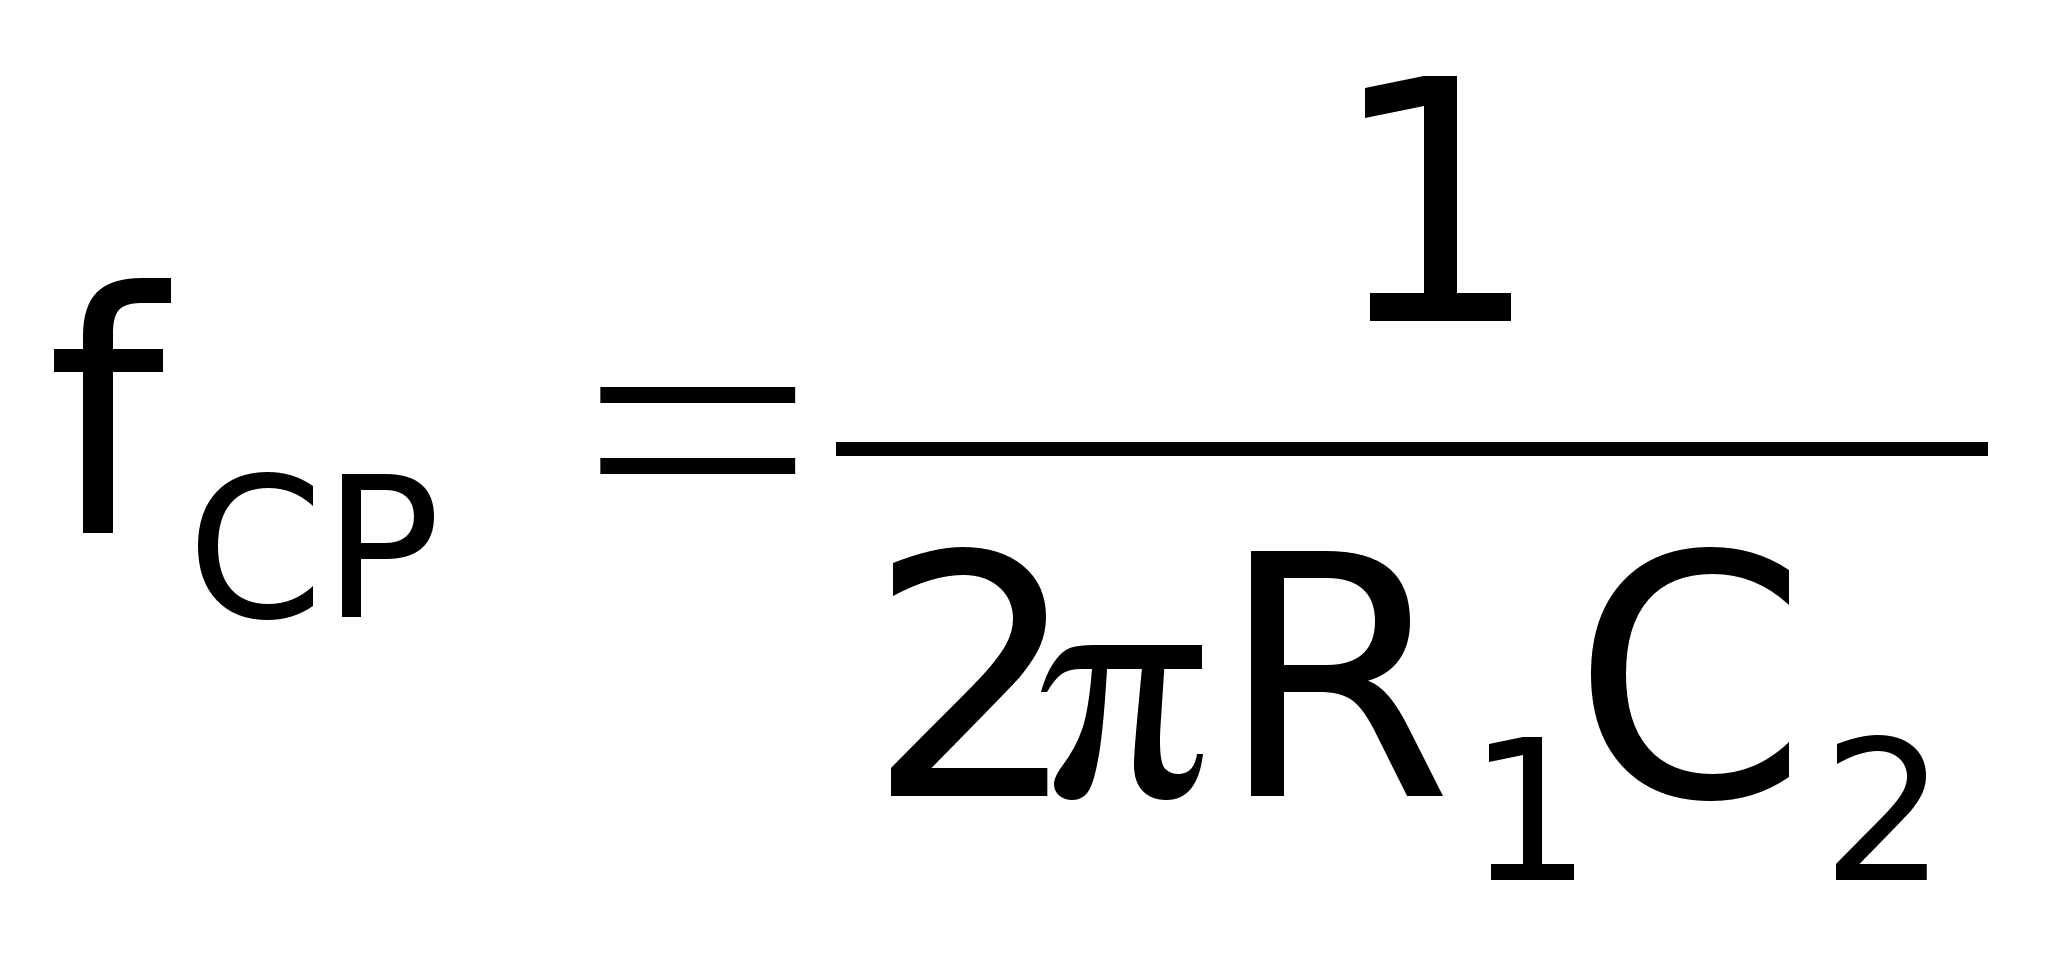 f_CP = 1 / 2πR_1C_2